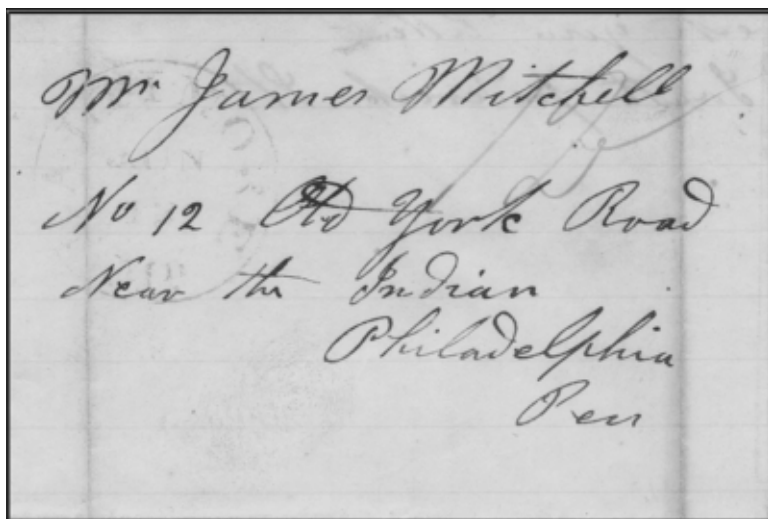 Mr James Mitchell
No 12 Old York Road
Near the Indian
Philadelphia
Pen